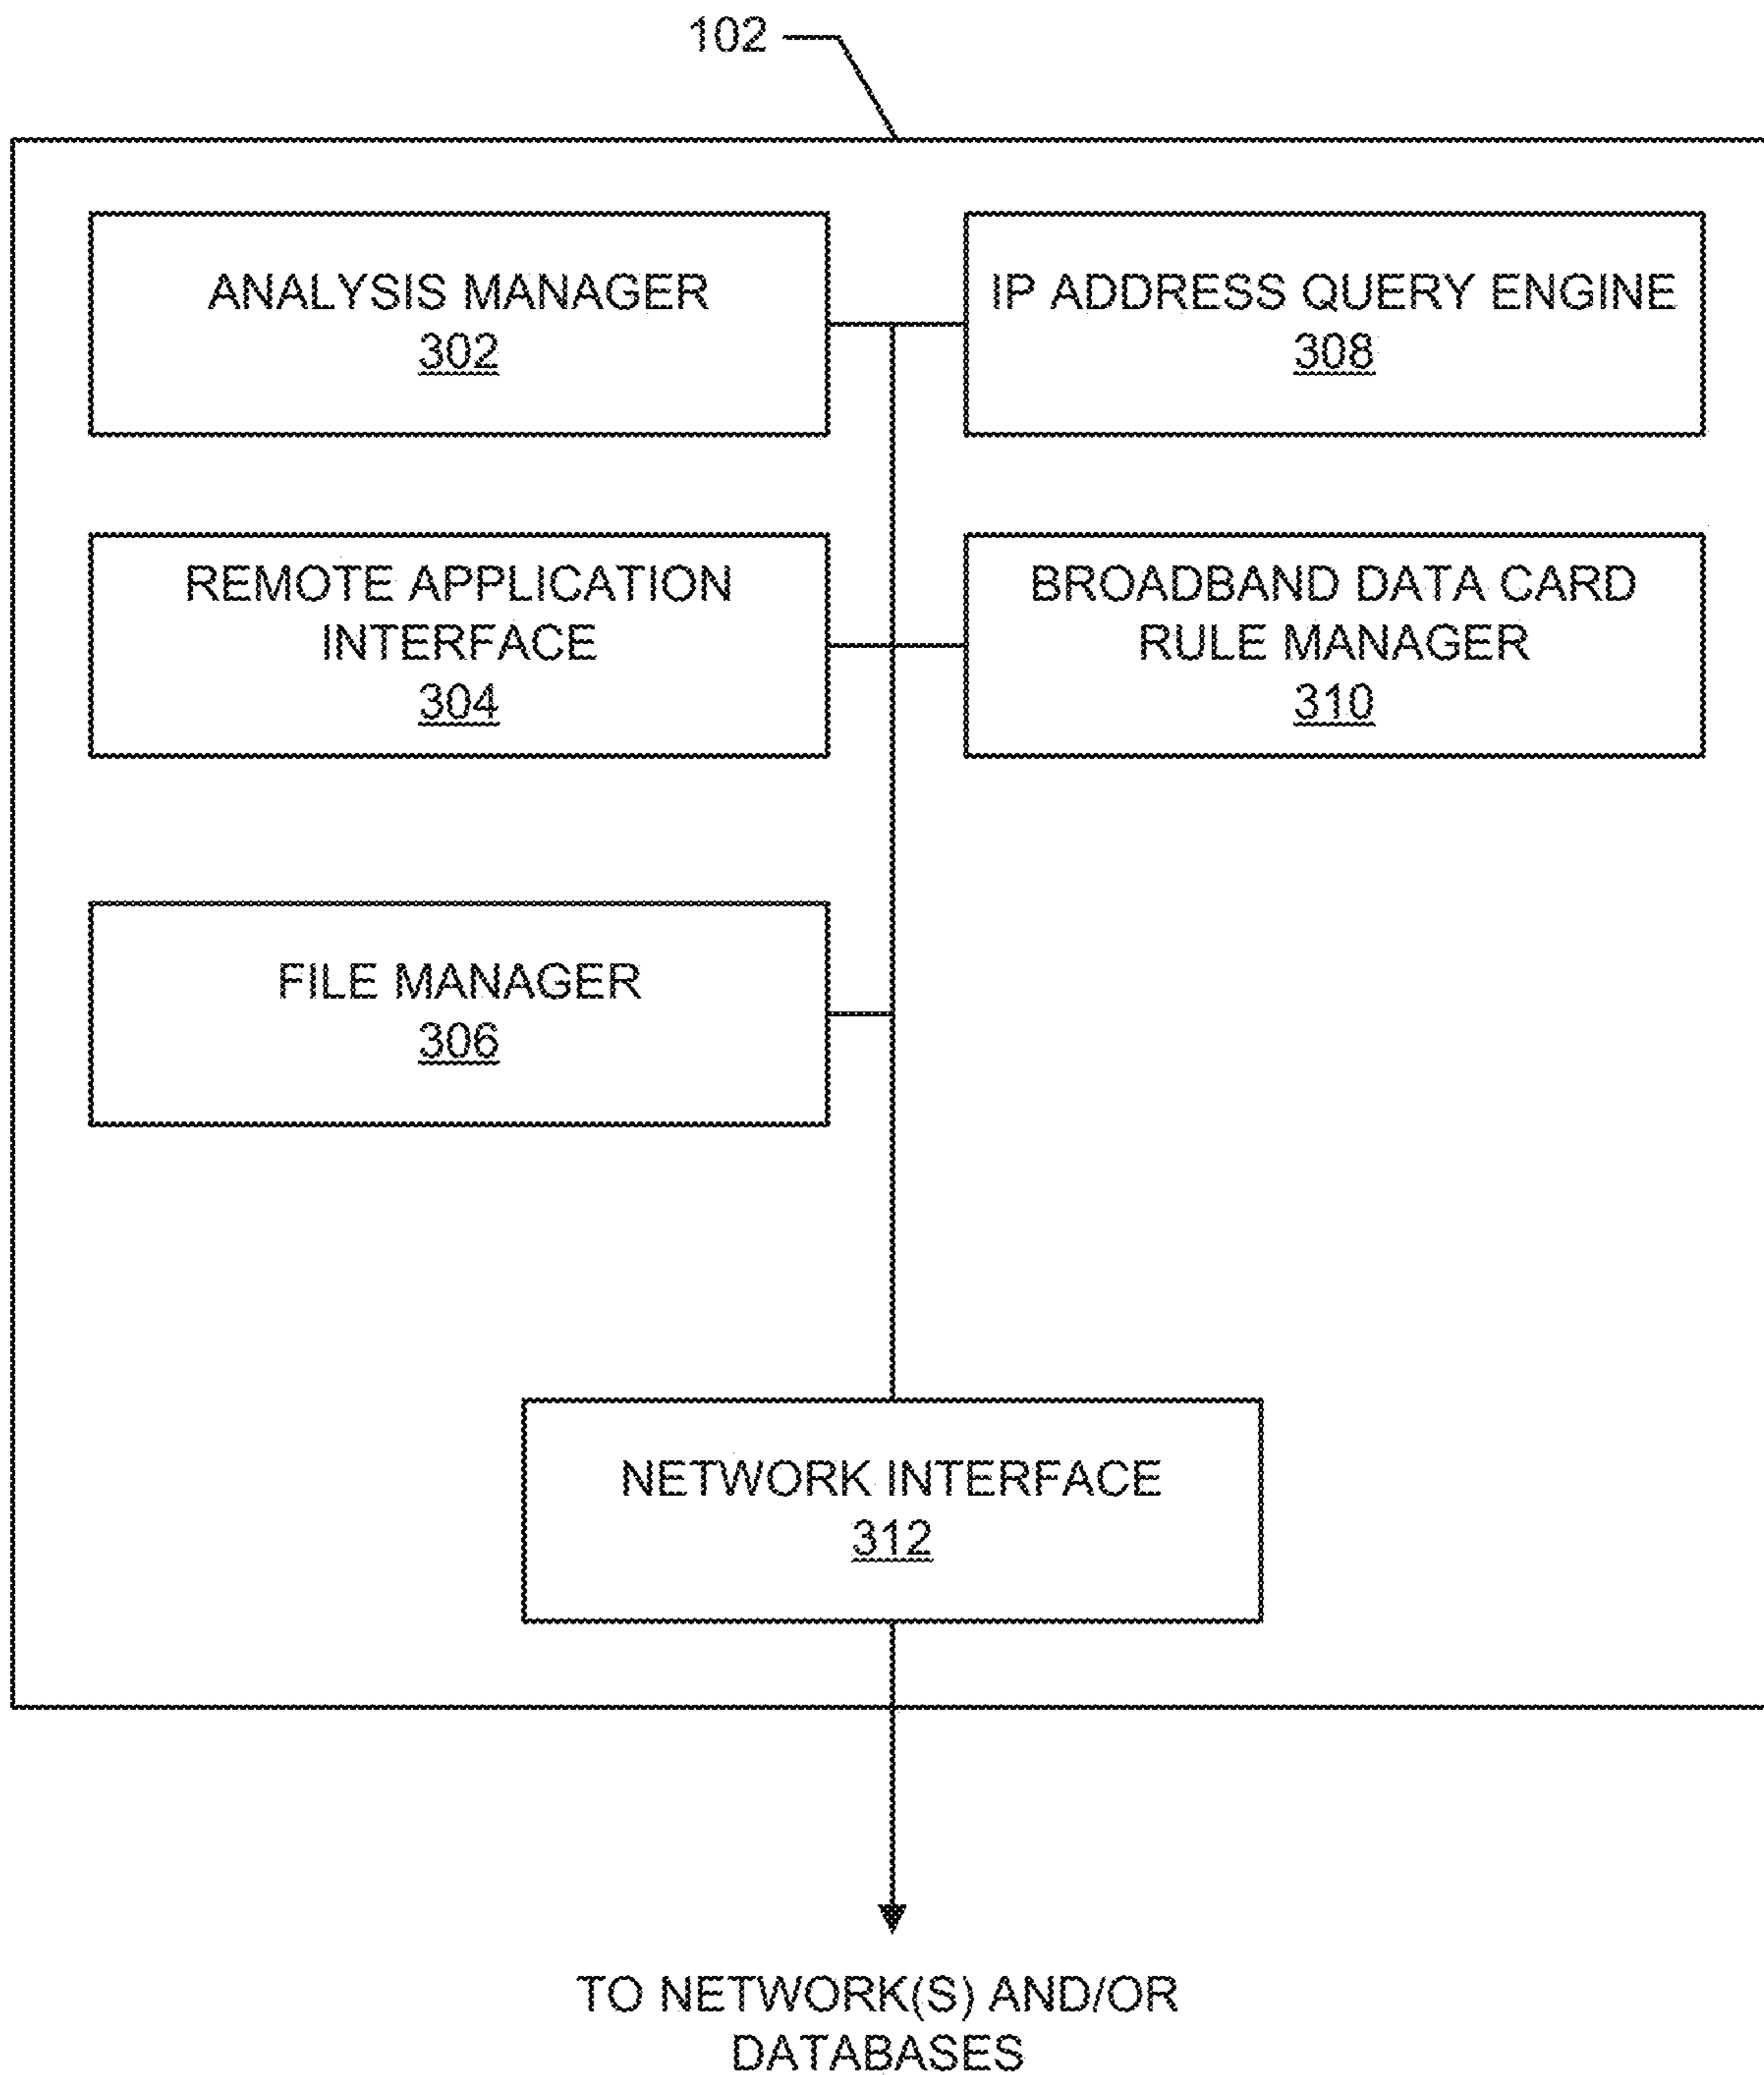 102
ANALYSIS MANAGER
302
IP ADDRESS QUERY ENGINE
308
REMOTE APPLICATION
INTERFACE
304
BROADBAND DATA CARD
RULE MANAGER
310
FILE MANAGER
306
NETWORK INTERFACE
312
TO NETWORK(S) AND/OR
DATABASES